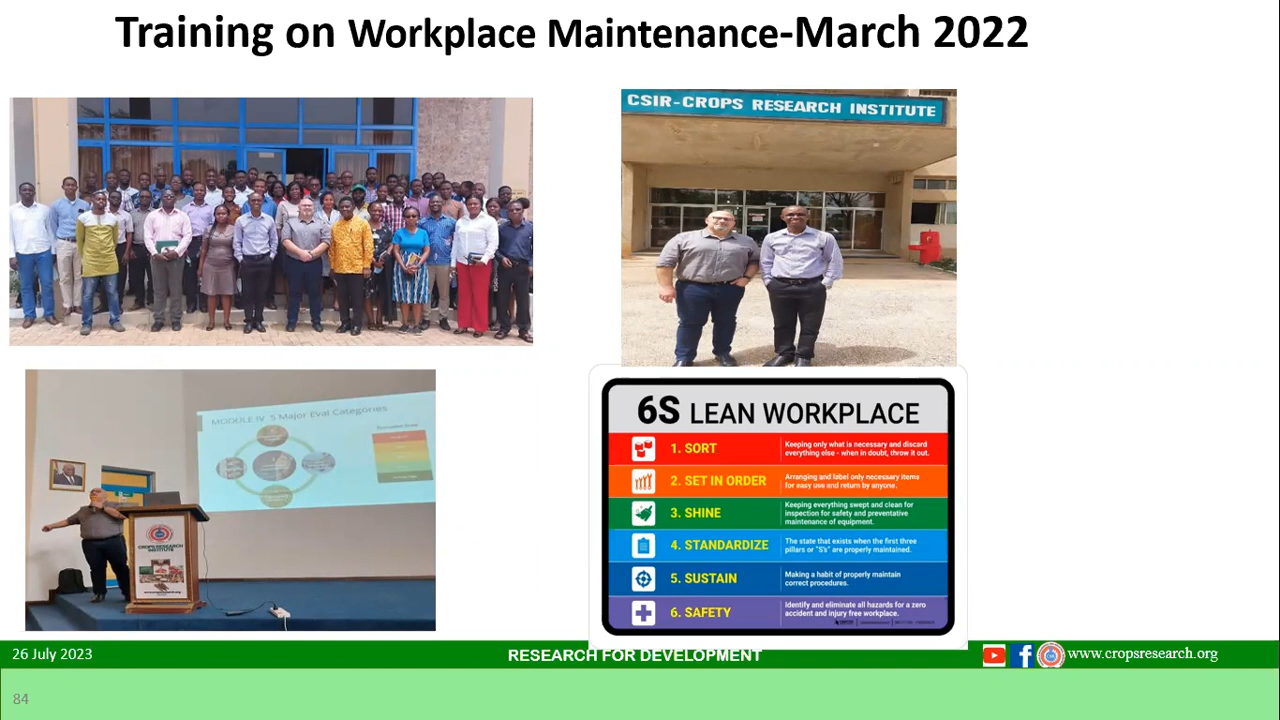 Training on Workplace Maintenance-March 2022
CSIR-CROPS RESEARCH INSTITUTE
MODULE IV 5 Major Eval Categories
CROPS RESEARCH
INSTITUTE
6S LEAN WORKPLACE
1. SORT
Keeping only what is necessary and discard
everything else - when in doubt, throw it out.
2. SET IN ORDER
Arranging and label only necessary items
for easy use and return by anyone.
3. SHINE
Keeping everything swept and clean for
inspection for safety and preventative
maintenance of equipment.
4. STANDARDIZE
The state that exists when the first three
pillars or "S's" are properly maintained.
5. SUSTAIN
Making a habit of properly maintain
correct procedures.
6. SAFETY
Identify and eliminate all hazards for a zero
accident and injury free workplace.
26 July 2023
RESEARCH FOR DEVELOPMENT
www.cropsresearch.org
84